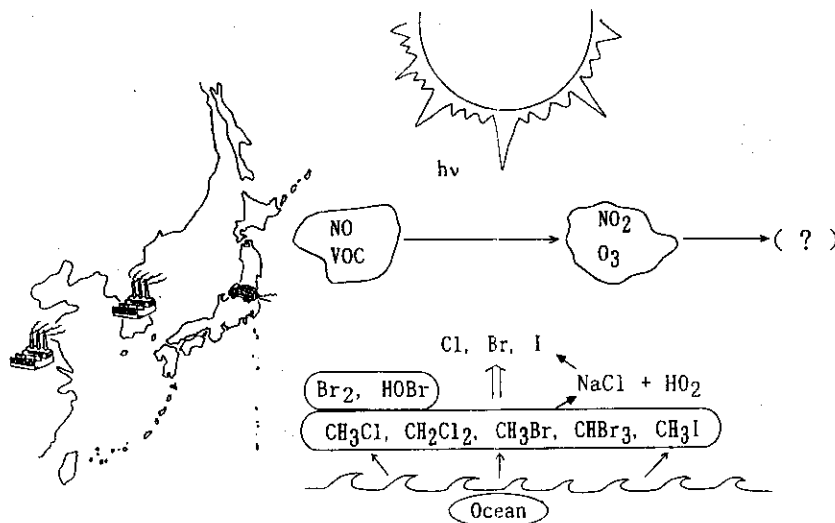 hν
NO
VOC
NO₂
O₃
( ? )
Cl, Br, I
Br₂, HOBr
NaCl + HO₂
CH₃Cl, CH₂Cl₂, CH₃Br, CHBr₃, CH₃I
Ocean